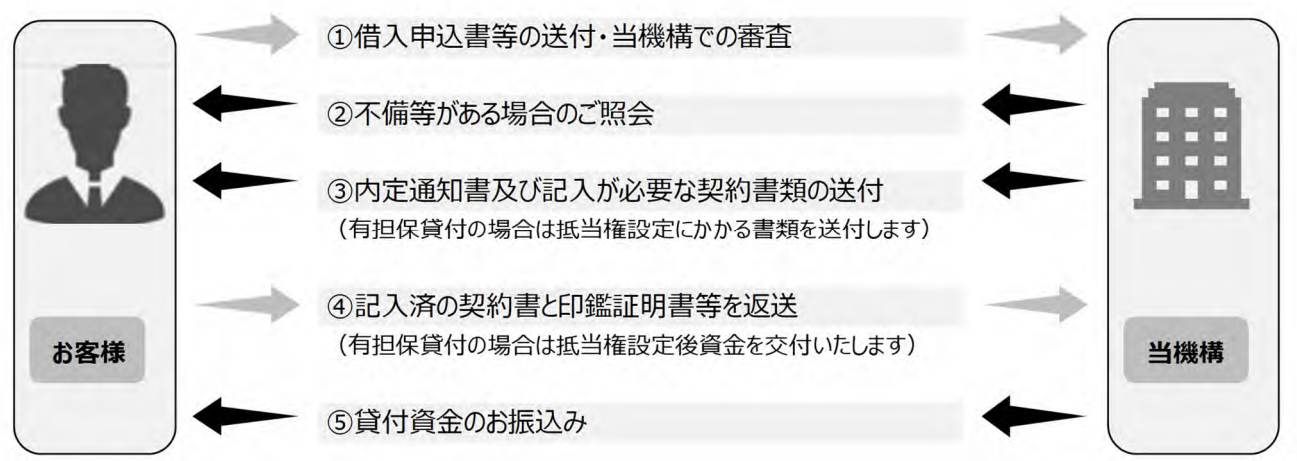 ①借入申込書等の送付・当機構での審査
②不備等がある場合のご照会
③内定通知書及び記入が必要な契約書類の送付
（有担保貸付の場合は抵当権設定にかかる書類を送付します）
④記入済の契約書と印鑑証明書等を返送
（有担保貸付の場合は抵当権設定後資金を交付いたします）
お客様
当機構
⑤貸付資金のお振込み